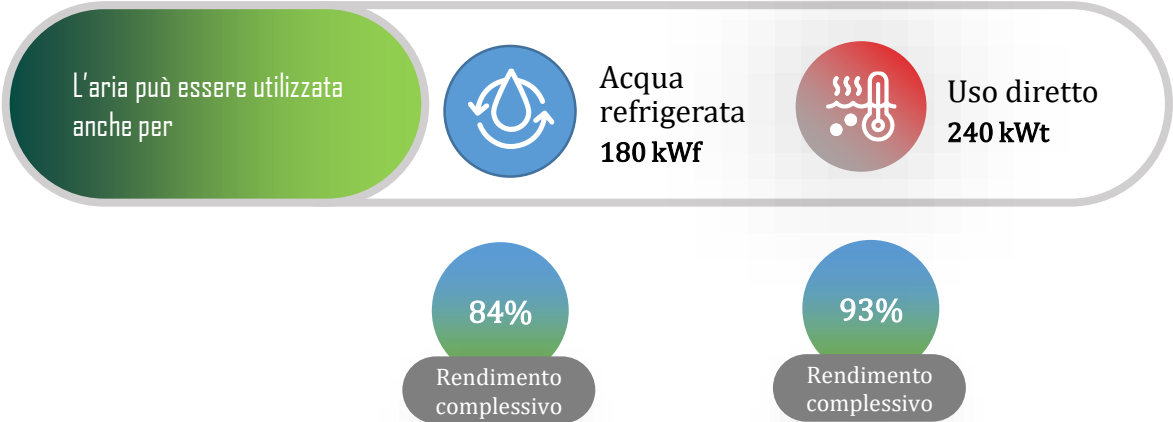 L'aria può essere utilizzata
anche per
Acqua
refrigerata
180 kWf
Uso diretto
240 kWt
84%
Rendimento
complessivo
93%
Rendimento
complessivo